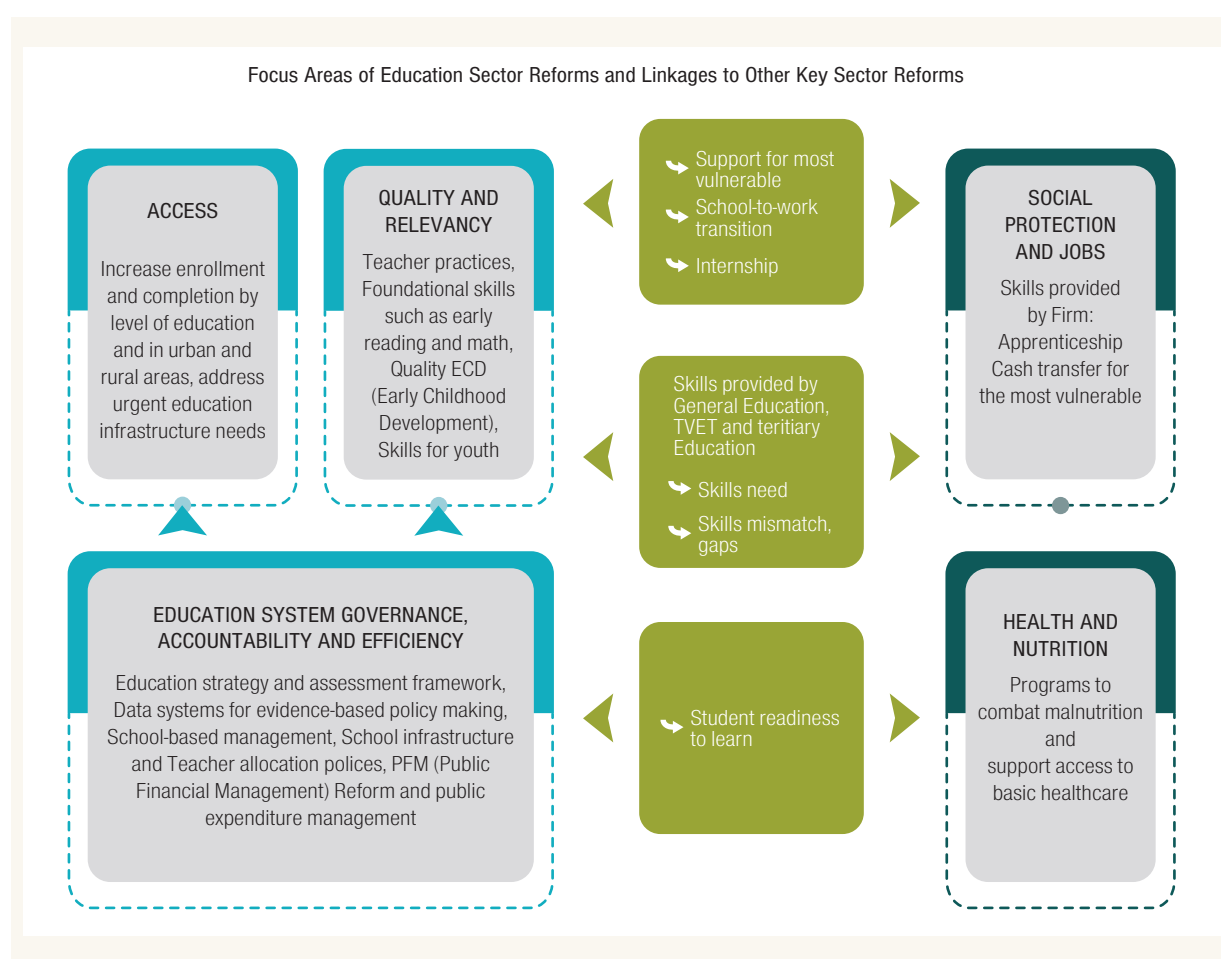 Focus Areas of Education Sector Reforms and Linkages to Other Key Sector Reforms
ACCESS
Increase enrollment
and completion by
level of education
and in urban and
rural areas, address
urgent education
infrastructure needs
QUALITY AND
RELEVANCY
Teacher practices,
Foundational skills
such as early
reading and math,
Quality ECD
(Early Childhood
Development),
Skills for youth
Support for most
vulnerable
School-to-work
transition
Internship
SOCIAL
PROTECTION
AND JOBS
Skills provided
by Firm:
Apprenticeship
Cash transfer for
the most vulnerable
Skills provided by
General Education,
TVET and teritiary
Education
Skills need
Skills mismatch,
gaps
EDUCATION SYSTEM GOVERNANCE,
ACCOUNTABILITY AND EFFICIENCY
Education strategy and assessment framework,
Data systems for evidence-based policy making,
School-based management, School infrastructure
and Teacher allocation polices, PFM (Public
Financial Management) Reform and public
expenditure management
Student readiness
to learn
HEALTH AND
NUTRITION
Programs to
combat malnutrition
and
support access to
basic healthcare